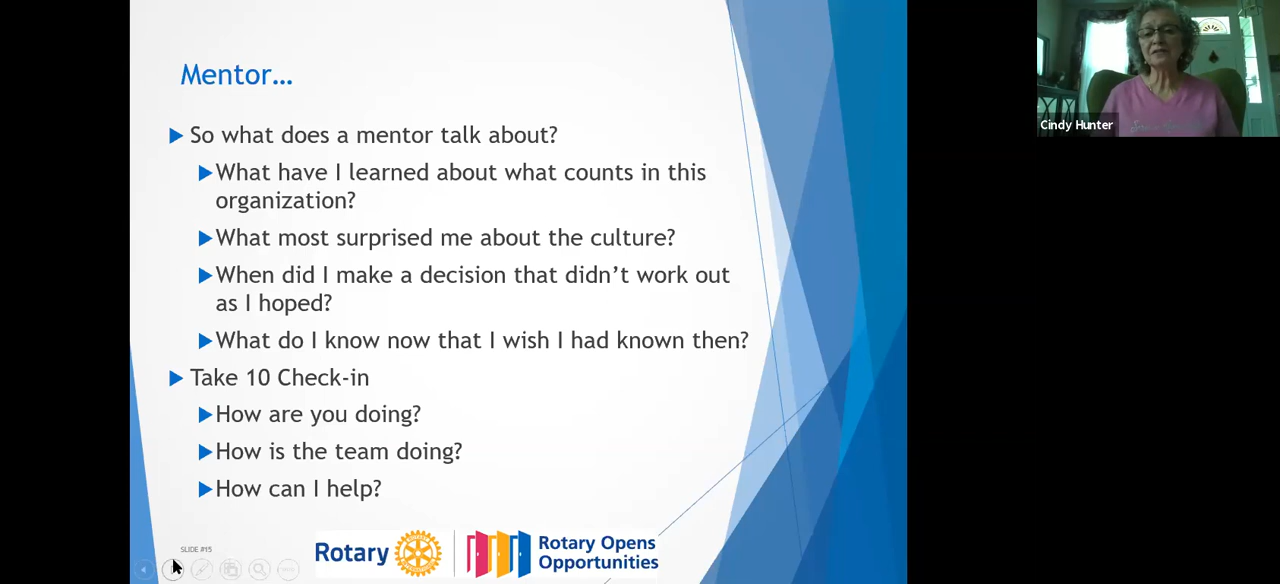 Mentor…
So what does a mentor talk about?
What have I learned about what counts in this
organization?
What most surprised me about the culture?
When did I make a decision that didn’t work out
as I hoped?
What do I know now that I wish I had known then?
Take 10 Check-in
How are you doing?
How is the team doing?
How can I help?
SLIDE #15
Rotary
Rotary Opens
Opportunities
Cindy Hunter